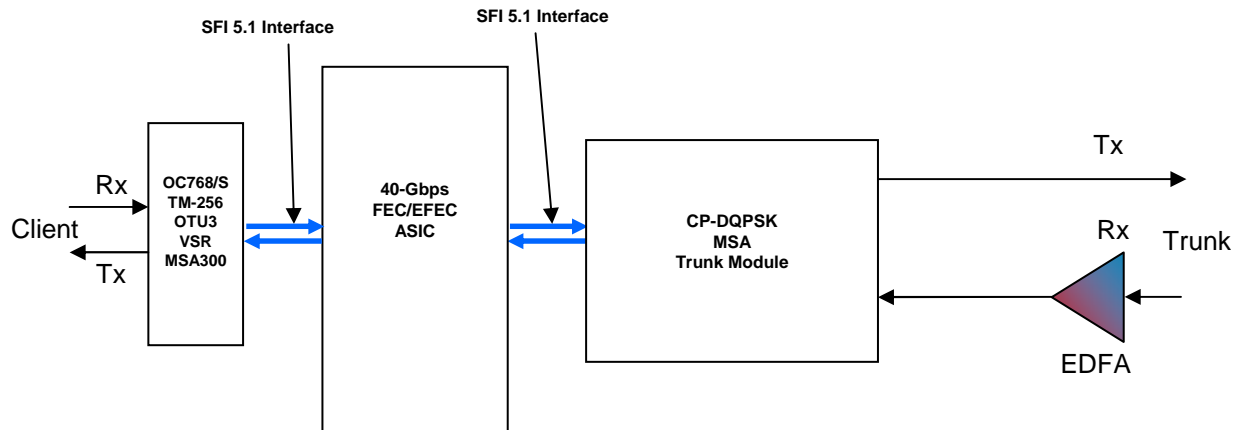 SFI 5.1 Interface
SFI 5.1 Interface
Client
Rx
Tx
OC768/S
TM-256
OTU3
VSR
MSA300
40-Gbps
FEC/EFEC
ASIC
CP-DQPSK
MSA
Trunk Module
Tx
Rx
Trunk
EDFA